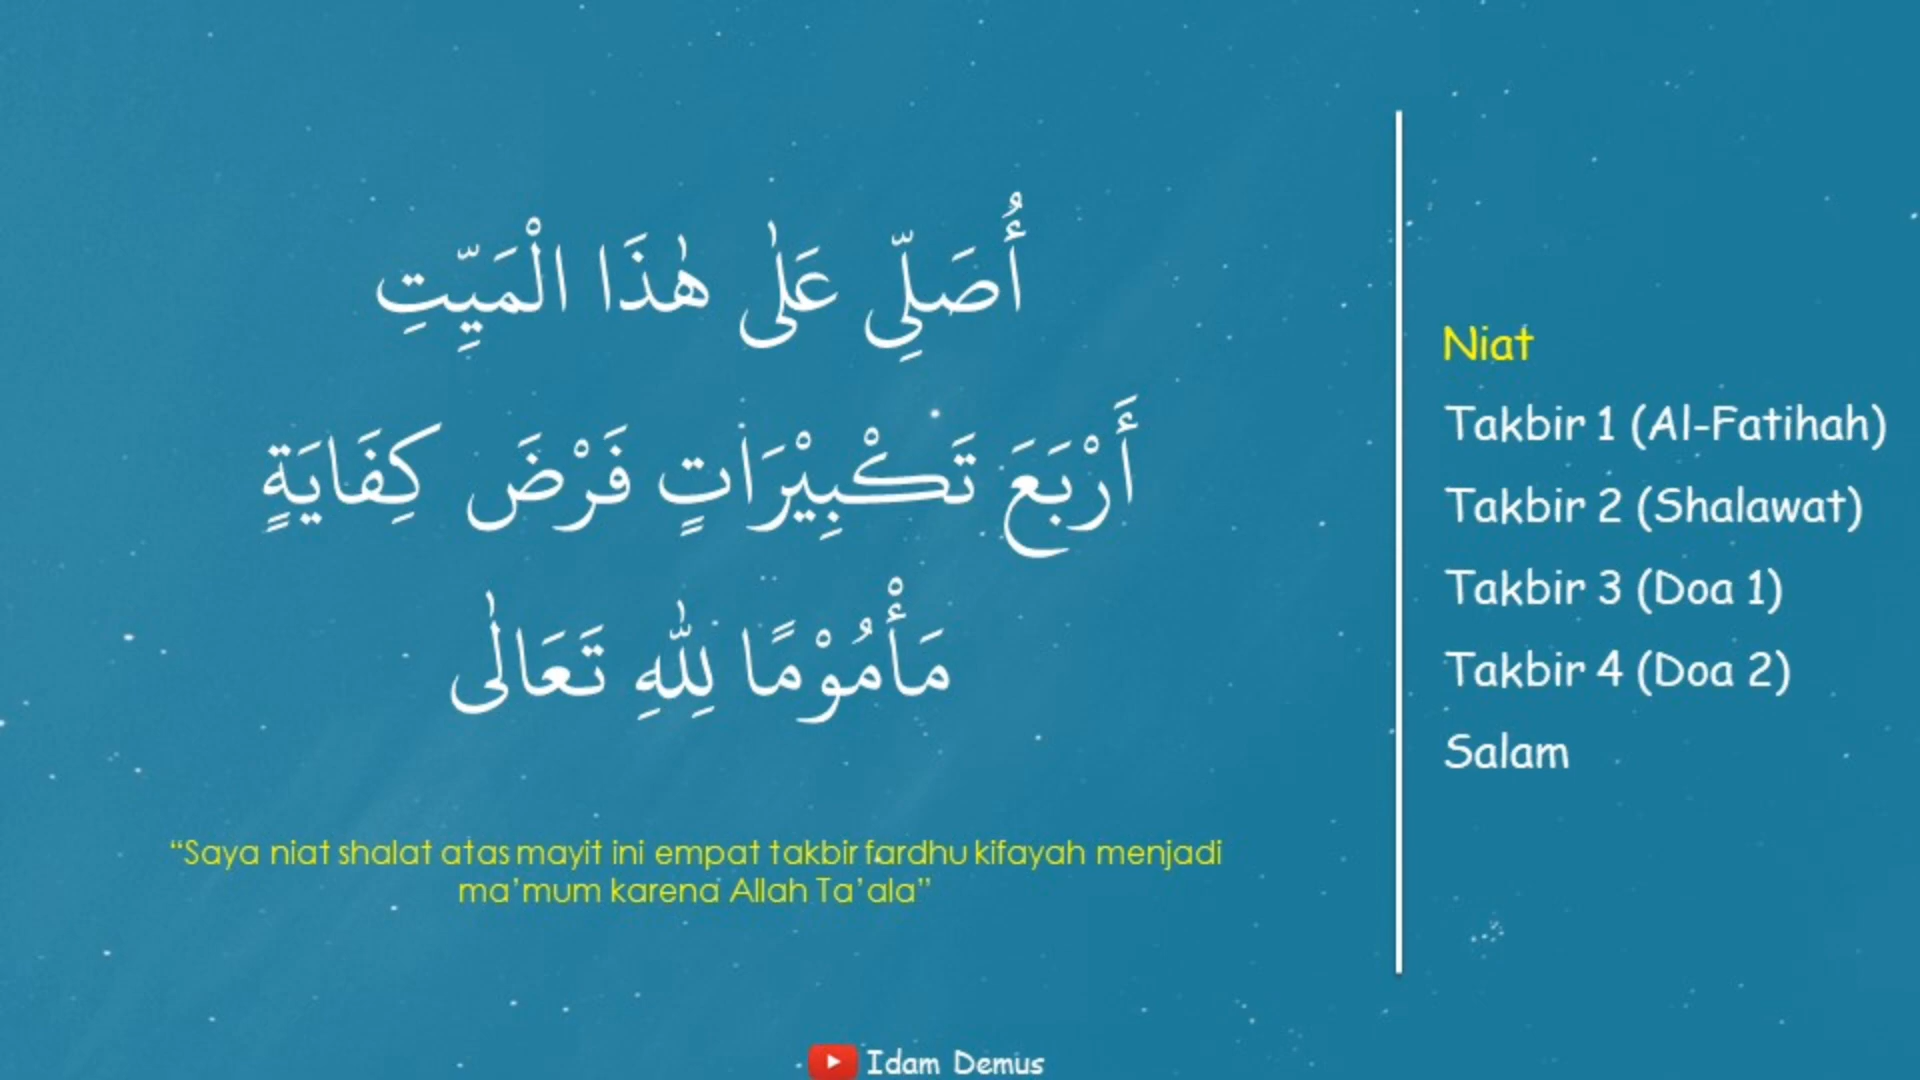 أُصَلِّى عَلٰى هٰذَا الْمَيِّتِ
أَرْبَعَ تَكْبِيْرَاتٍ فَرْضَ كِفَايَةٍ
مَأْمُوْمًا لِلّٰهِ تَعَالٰى
“Saya niat shalat atas mayit ini empat takbir fardhu kifayah menjadi
ma’mum karena Allah Ta’ala”
Niat
Takbir 1 (Al-Fatihah)
Takbir 2 (Shalawat)
Takbir 3 (Doa 1)
Takbir 4 (Doa 2)
Salam
Idam Demus